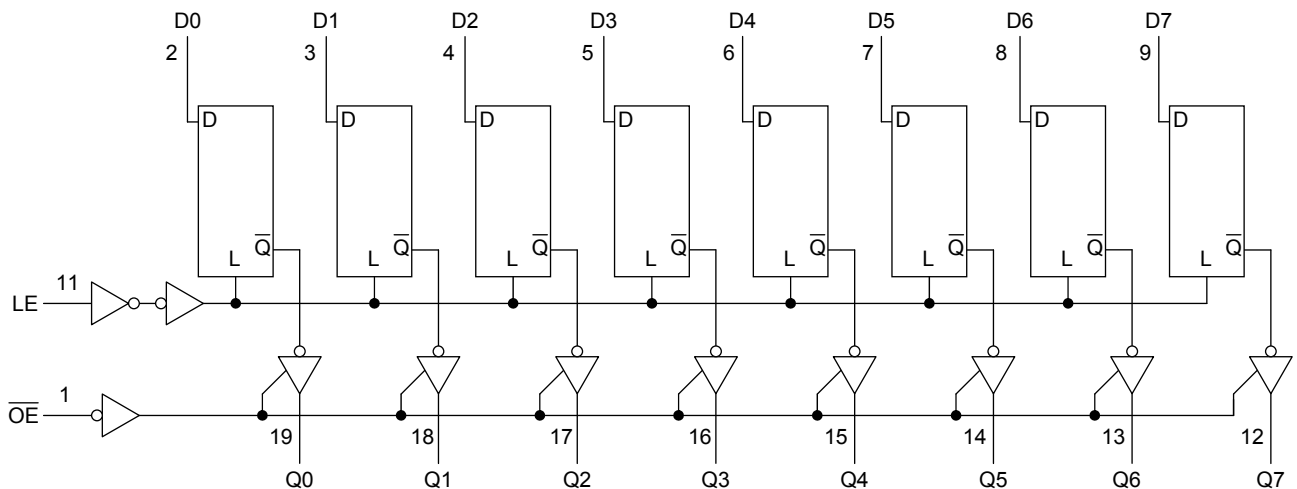 D0 D1 D2 D3 D4 D5 D6 D7
2 3 4 5 6 7 8 9
D D D D D D D D
Q̅ Q̅ Q̅ Q̅ Q̅ Q̅ Q̅ Q̅
L L L L L L L L
11
LE
1
O̅E̅
19 18 17 16 15 14 13 12
Q0 Q1 Q2 Q3 Q4 Q5 Q6 Q7